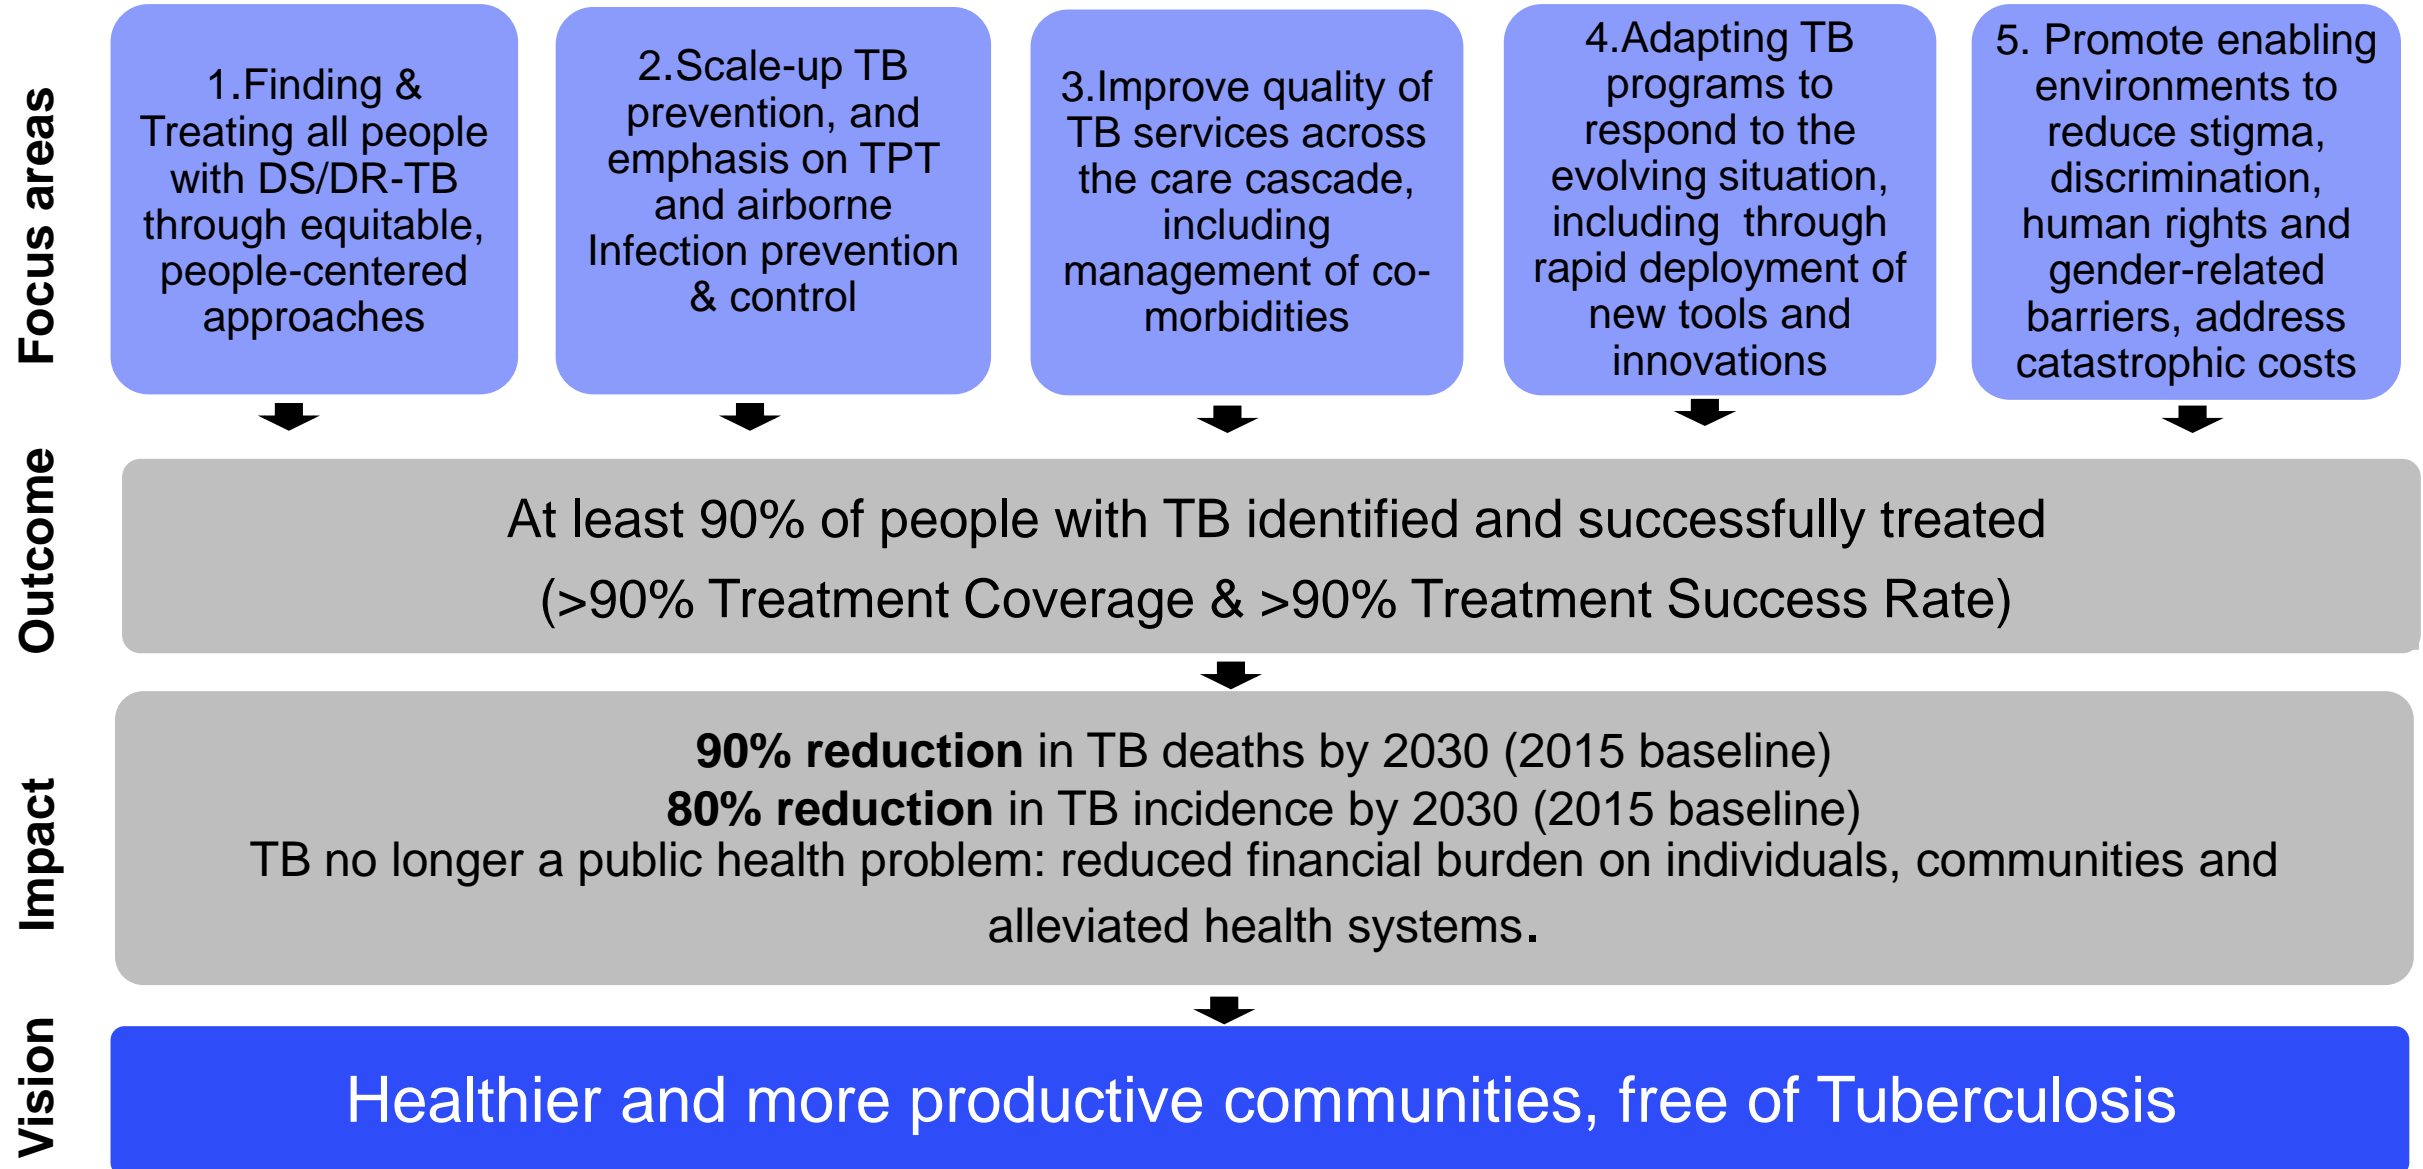 Focus areas
1.Finding &
Treating all people
with DS/DR-TB
through equitable,
people-centered
approaches
2.Scale-up TB
prevention, and
emphasis on TPT
and airborne
Infection prevention
& control
3.Improve quality of
TB services across
the care cascade,
including
management of co-
morbidities
4.Adapting TB
programs to
respond to the
evolving situation,
including through
rapid deployment of
new tools and
innovations
5. Promote enabling
environments to
reduce stigma,
discrimination,
human rights and
gender-related
barriers, address
catastrophic costs
Outcome
At least 90% of people with TB identified and successfully treated
(>90% Treatment Coverage & >90% Treatment Success Rate)
Impact
90% reduction in TB deaths by 2030 (2015 baseline)
80% reduction in TB incidence by 2030 (2015 baseline)
TB no longer a public health problem: reduced financial burden on individuals, communities and
alleviated health systems.
Vision
Healthier and more productive communities, free of Tuberculosis